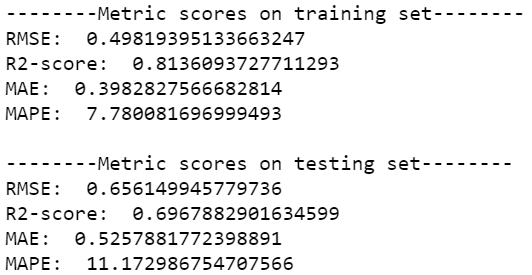 --------Metric scores on training set--------
RMSE:  0.49819395133663247
R2-score:  0.8136093727711293
MAE:  0.3982827566682814
MAPE:  7.780081696999493
--------Metric scores on testing set--------
RMSE:  0.656149945779736
R2-score:  0.6967882901634599
MAE:  0.5257881772398891
MAPE:  11.172986754707566